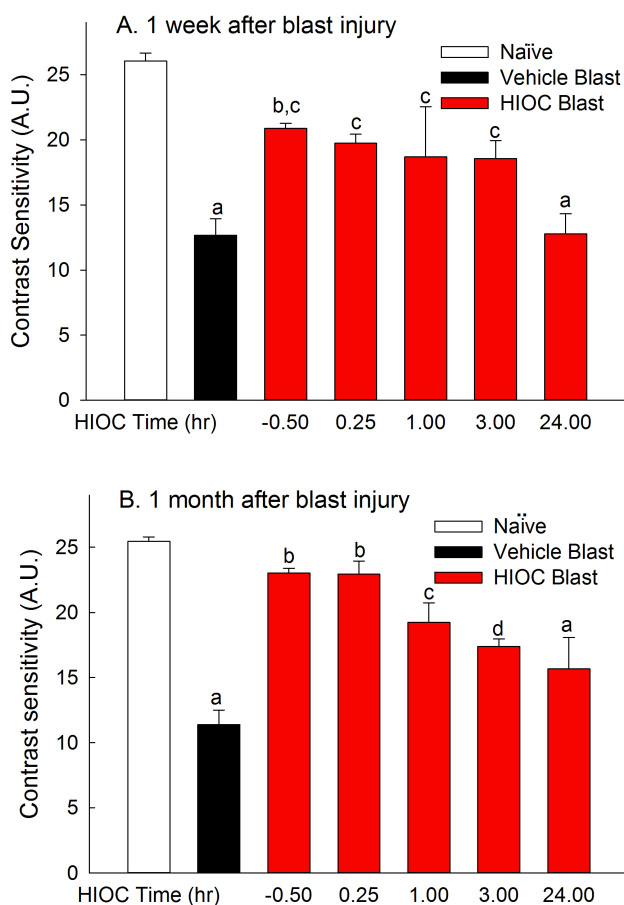 A. 1 week after blast injury
Naïve
Vehicle Blast
HIOC Blast
Contrast Sensitivity (A.U.)
25
20
15
10
5
0
a
b,c
c
c
c
a
HIOC Time (hr) -0.50 0.25 1.00 3.00 24.00
B. 1 month after blast injury
Naïve
Vehicle Blast
HIOC Blast
Contrast sensitivity (A.U.)
25
20
15
10
5
0
a
b
b
c
d
a
HIOC Time (hr) -0.50 0.25 1.00 3.00 24.00